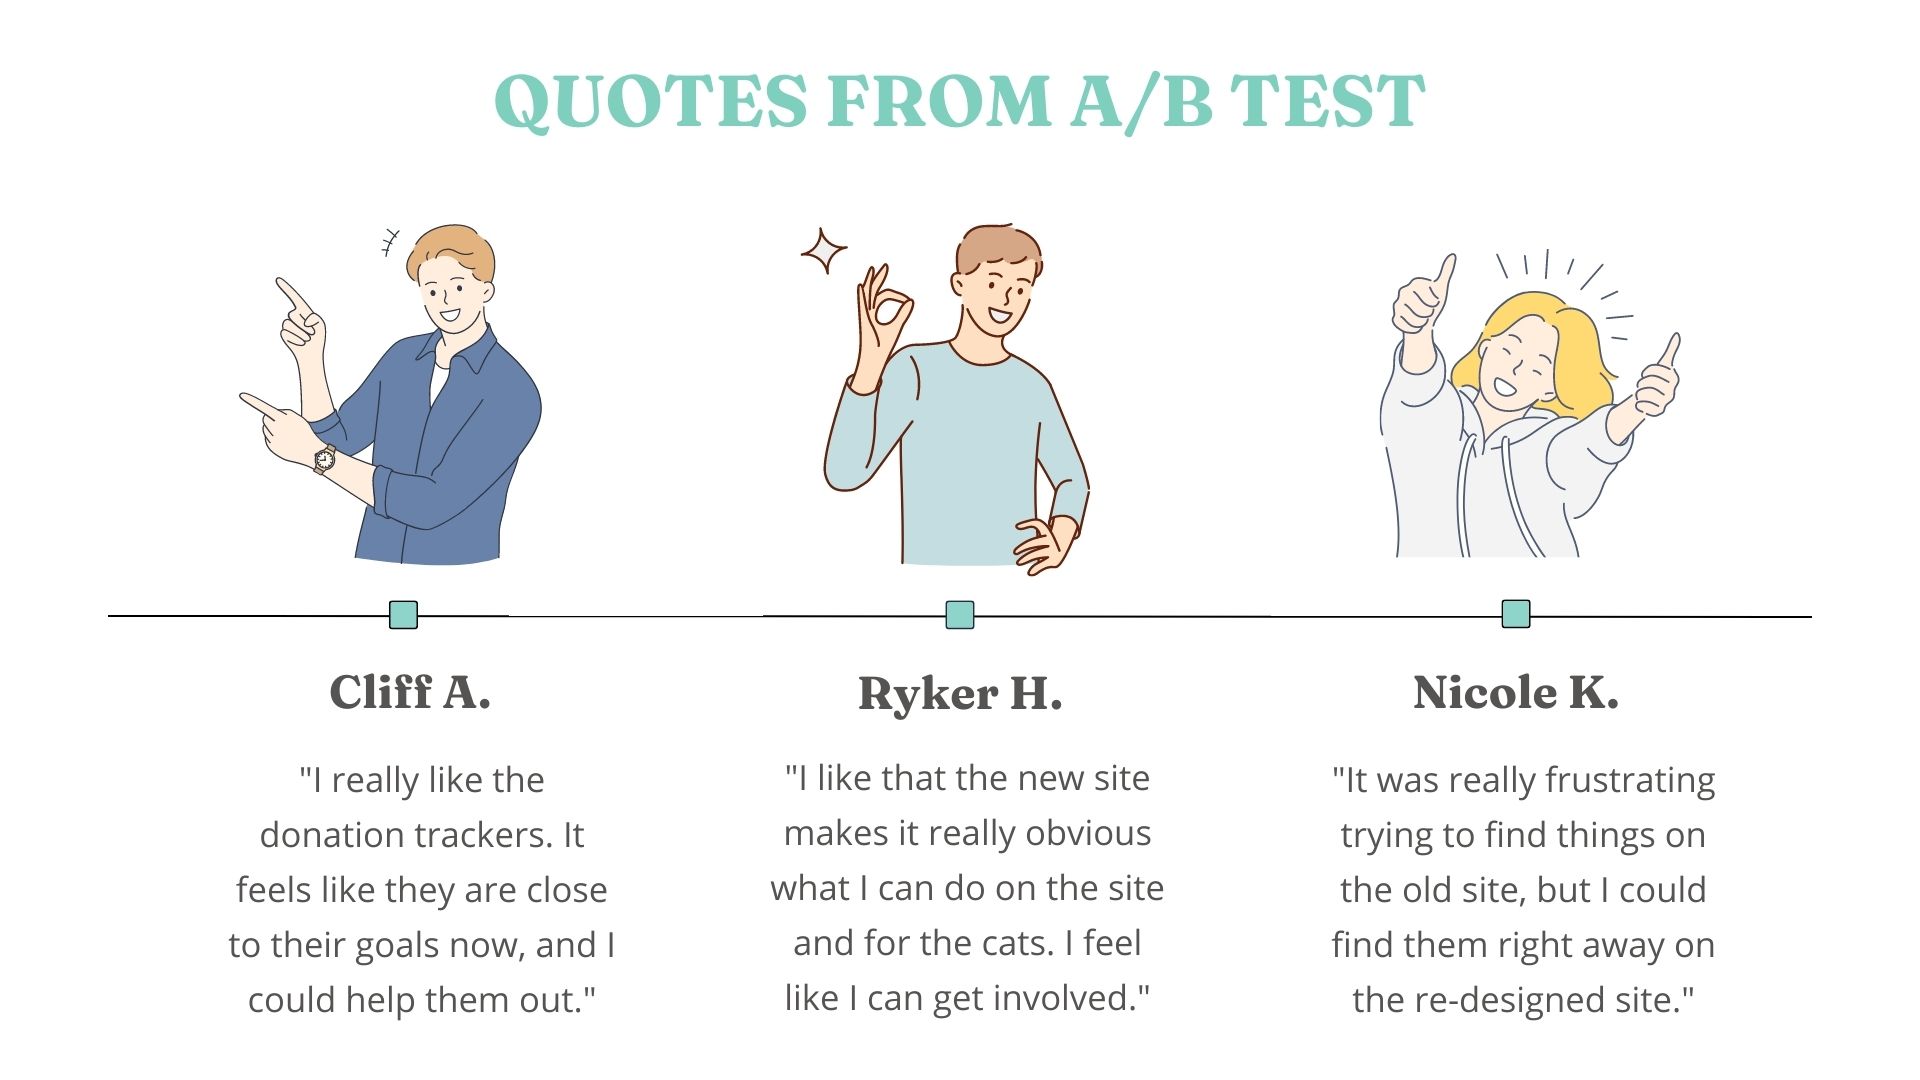 QUOTES FROM A/B TEST
Cliff A.
"I really like the
donation trackers. It
feels like they are close
to their goals now, and I
could help them out."
Ryker H.
"I like that the new site
makes it really obvious
what I can do on the site
and for the cats. I feel
like I can get involved."
Nicole K.
"It was really frustrating
trying to find things on
the old site, but I could
find them right away on
the re-designed site."